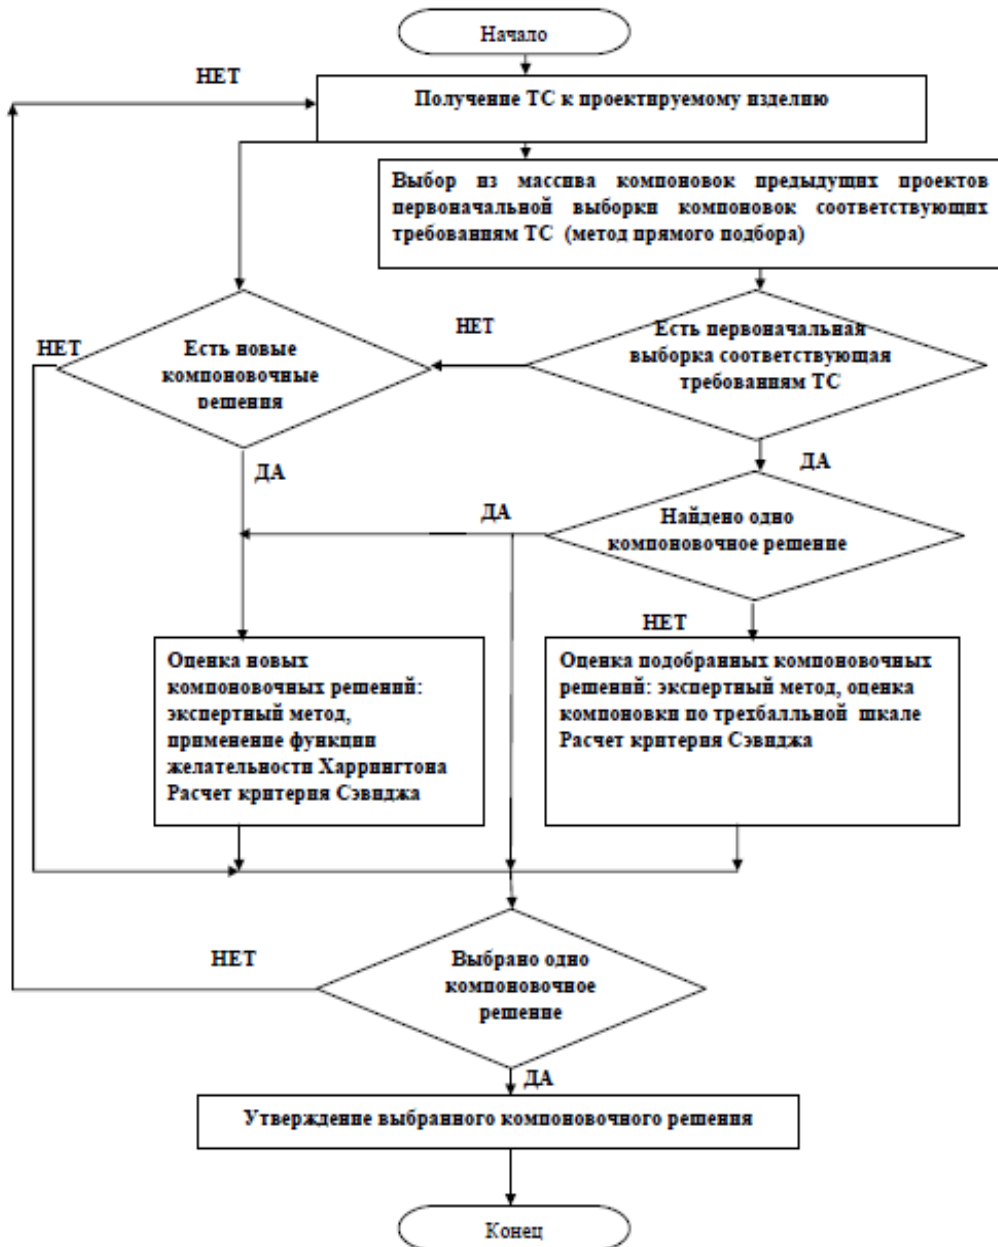 Начало
НЕТ
Получение ТС к проектируемому изделию
Выбор из массива компоновок предыдущих проектов
первоначальной выборки компоновок соответствующих
требованиям ТС (метод прямого подбора)
НЕТ
НЕТ
Есть новые
компоновочные
решения
Есть первоначальная
выборка соответствующая
требованиям ТС
ДА
ДА
ДА
Найдено одно
компоновочное решение
НЕТ
Оценка новых
компоновочных решений:
экспертный метод,
применение функции
желательности Харрингтона
Расчет критерия Сэвиджа
Оценка подобранных компоновочных
решений: экспертный метод, оценка
компоновки по трехбалльной шкале
Расчет критерия Сэвиджа
НЕТ
Выбрано одно
компоновочное
решение
ДА
Утверждение выбранного компоновочного решения
Конец